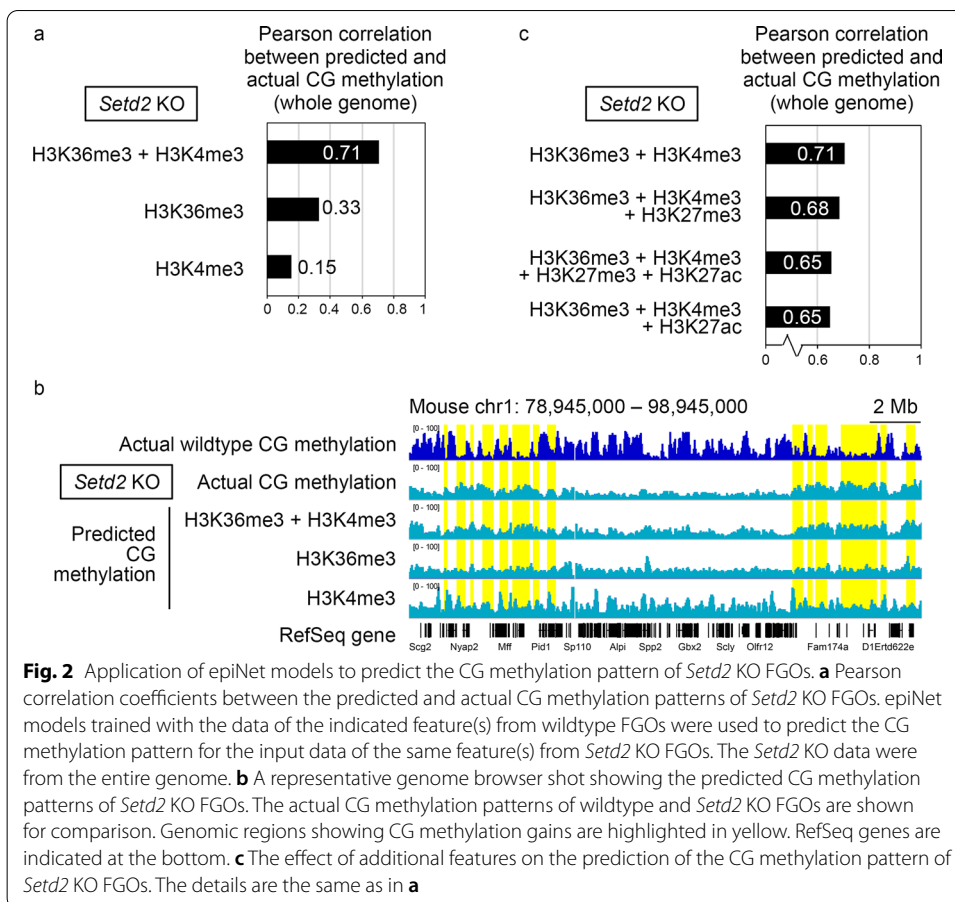 a
Pearson correlation
between predicted and
actual CG methylation
(whole genome)
Setd2 KO
H3K36me3 + H3K4me3
0.71
H3K36me3
0.33
H3K4me3
0.15
0 0.2 0.4 0.6 0.8 1
c
Pearson correlation
between predicted and
actual CG methylation
(whole genome)
Setd2 KO
H3K36me3 + H3K4me3
0.71
H3K36me3 + H3K4me3
+ H3K27me3
0.68
H3K36me3 + H3K4me3
+ H3K27me3 + H3K27ac
0.65
H3K36me3 + H3K4me3
+ H3K27ac
0.65
0 0.6 1
b
Mouse chr1: 78,945,000 – 98,945,000
2 Mb
Actual wildtype CG methylation
[0 - 100]
Setd2 KO
Actual CG methylation
[0 - 100]
Predicted
CG
methylation
H3K36me3 + H3K4me3
[0 - 100]
H3K36me3
[0 - 100]
H3K4me3
[0 - 100]
RefSeq gene
Scg2 Nyap2 Mff Pid1 Sp110 Alpi Spp2 Gbx2 Scly Olfr12 Fam174a D1Ertd622e
Fig. 2 Application of epiNet models to predict the CG methylation pattern of Setd2 KO FGOs. a Pearson
correlation coefficients between the predicted and actual CG methylation patterns of Setd2 KO FGOs. epiNet
models trained with the data of the indicated feature(s) from wildtype FGOs were used to predict the CG
methylation pattern for the input data of the same feature(s) from Setd2 KO FGOs. The Setd2 KO data were
from the entire genome. b A representative genome browser shot showing the predicted CG methylation
patterns of Setd2 KO FGOs. The actual CG methylation patterns of wildtype and Setd2 KO FGOs are shown
for comparison. Genomic regions showing CG methylation gains are highlighted in yellow. RefSeq genes are
indicated at the bottom. c The effect of additional features on the prediction of the CG methylation pattern of
Setd2 KO FGOs. The details are the same as in a